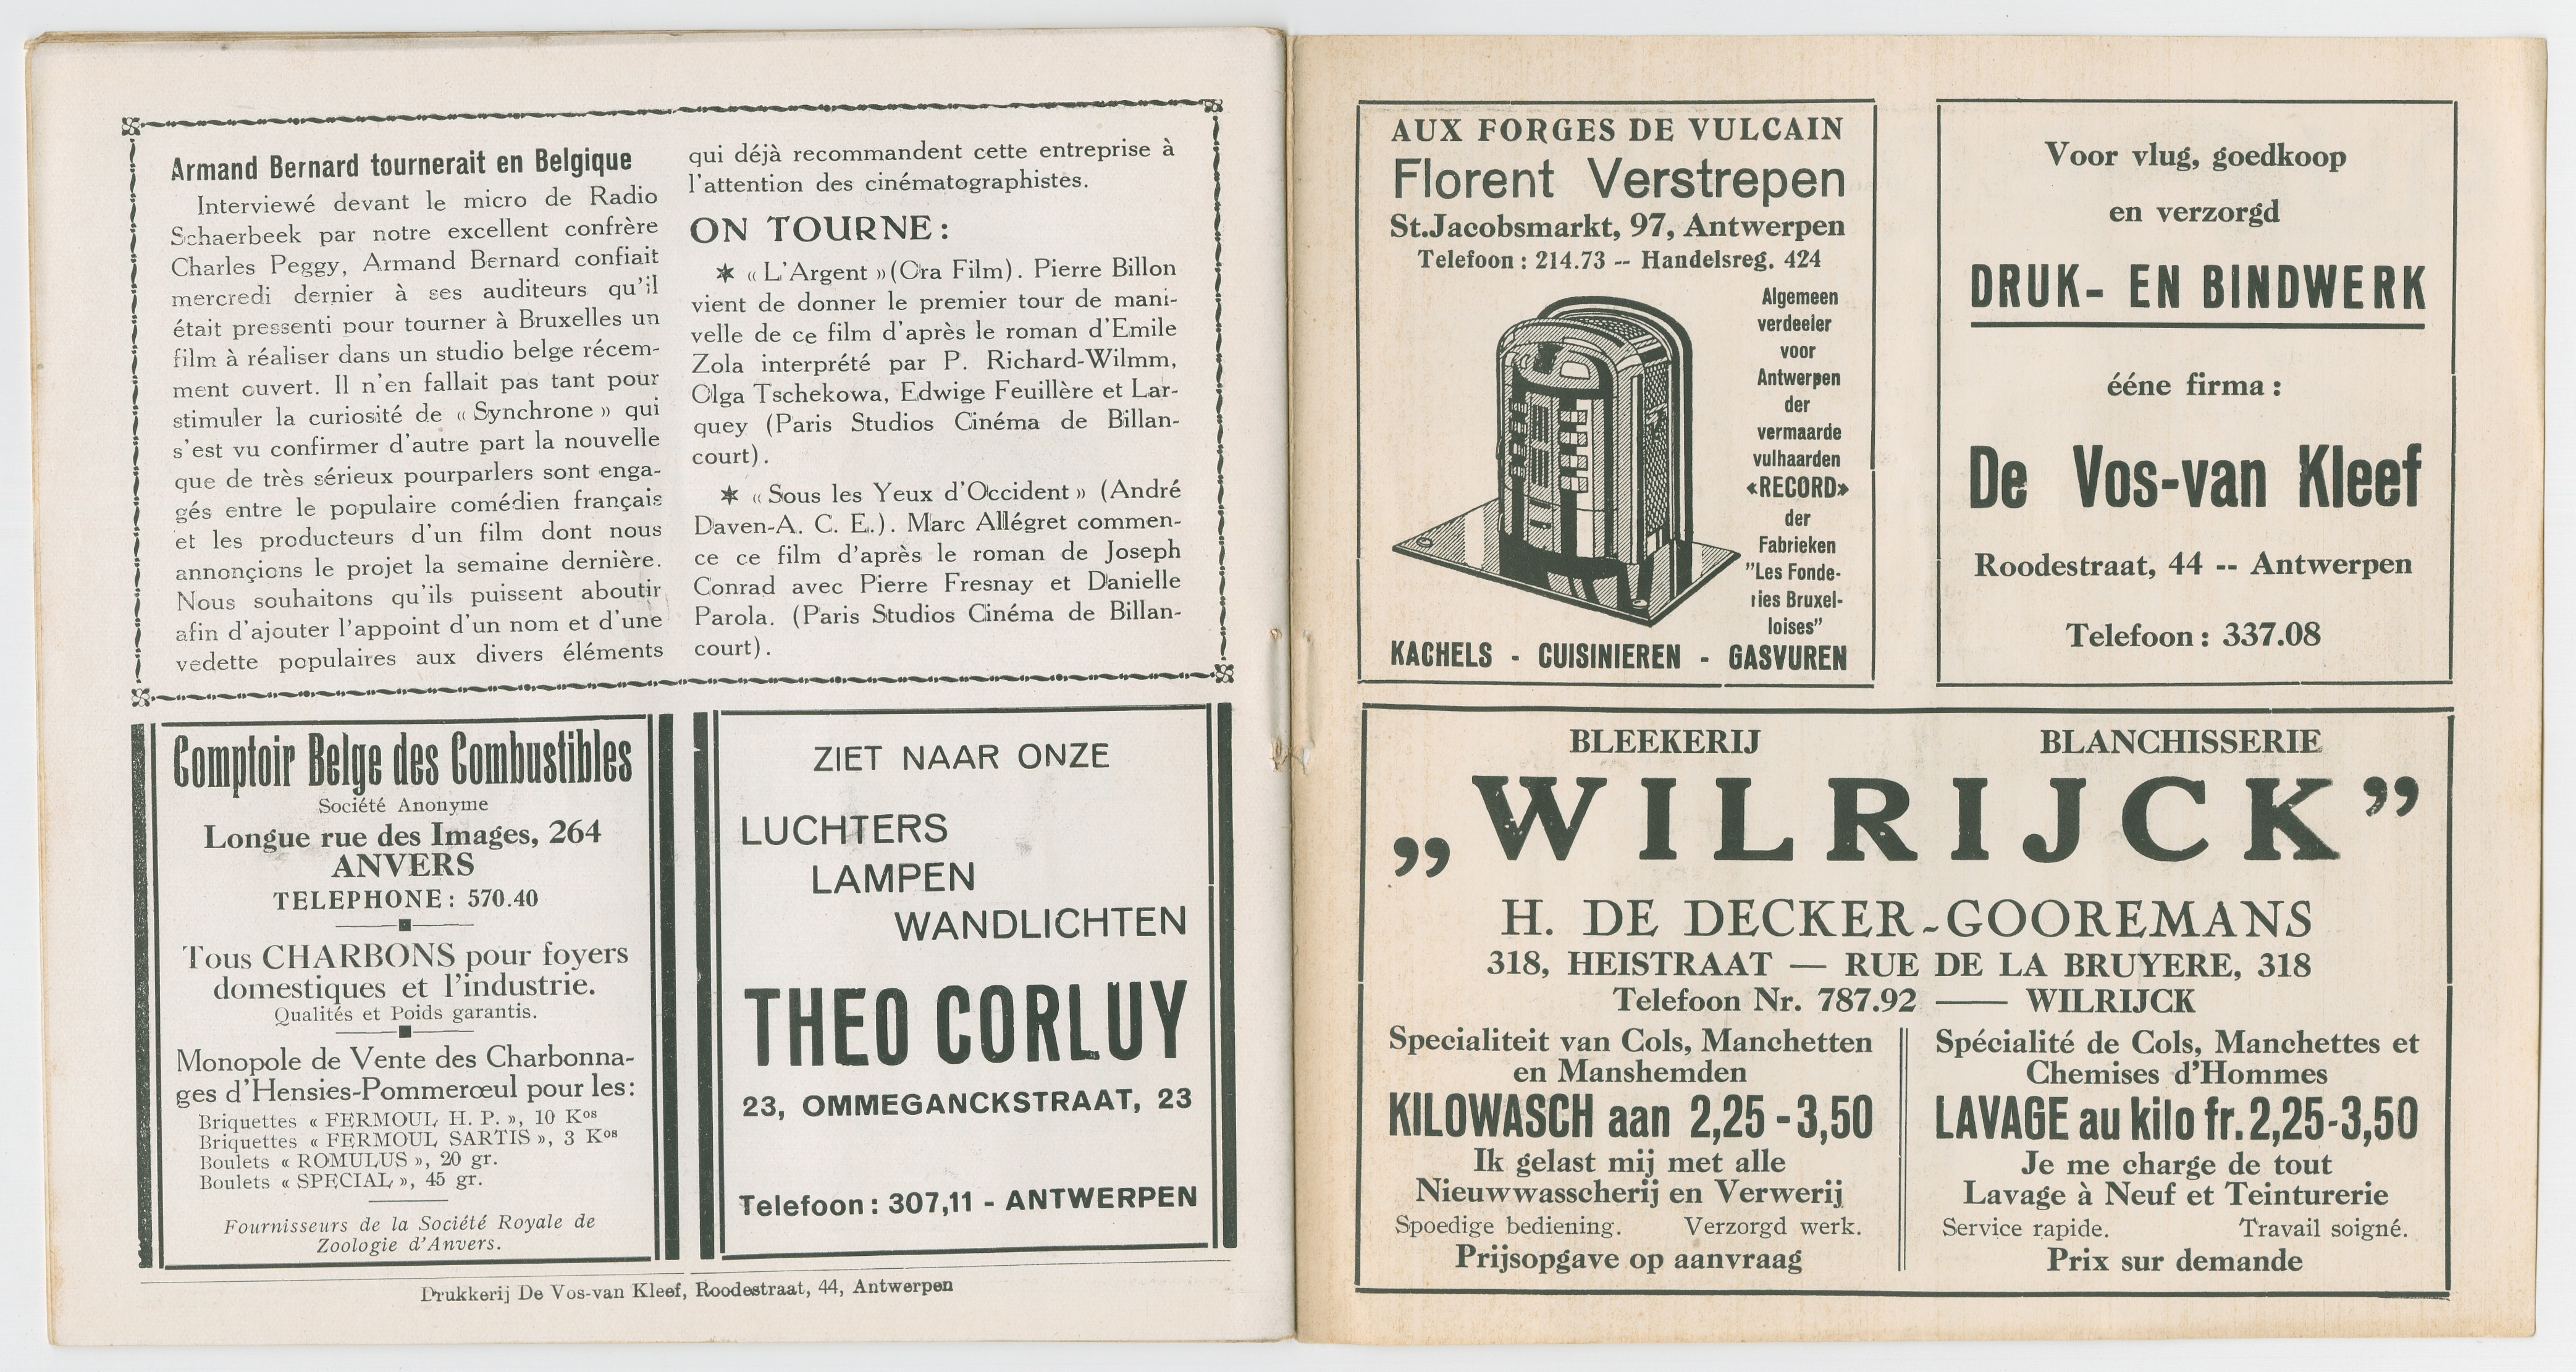 Armand Bernard tournerait en Belgique
Interviewé devant le micro de Radio
Schaerbeek par notre excellent confrère
Charles Peggy, Armand Bernard confiait
mercredi dernier à ses auditeurs qu'il
était pressenti pour tourner à Bruxelles un
film à réaliser dans un studio belge récem-
ment ouvert. Il n'en fallait pas tant pour
stimuler la curiosité de « Synchrone » qui
s'est vu confirmer d'autre part la nouvelle
que de très sérieux pourparlers sont enga-
gés entre le populaire comédien français
et les producteurs d'un film dont nous
annonçions le projet la semaine dernière.
Nous souhaitons qu'ils puissent aboutir
afin d'ajouter l'appoint d'un nom et d'une
vedette populaires aux divers éléments
qui déjà recommandent cette entreprise à
l'attention des cinématographistes.
ON TOURNE:
✶ « L'Argent » (Ora Film). Pierre Billon
vient de donner le premier tour de mani-
velle de ce film d'après le roman d'Emile
Zola interprété par P. Richard-Wilmm,
Olga Tschekowa, Edwige Feuillère et Lar-
quey (Paris Studios Cinéma de Billan-
court).
✶ « Sous les Yeux d'Occident » (André
Daven-A. C. E.). Marc Allégret commen-
ce ce film d'après le roman de Joseph
Conrad avec Pierre Fresnay et Danielle
Parola. (Paris Studios Cinéma de Billan-
court).
Comptoir Belge des Combustibles
Société Anonyme
Longue rue des Images, 264
ANVERS
TELEPHONE: 570.40
Tous CHARBONS pour foyers
domestiques et l'industrie.
Qualités et Poids garantis.
Monopole de Vente des Charbonna-
ges d'Hensies-Pommerœul pour les:
Briquettes « FERMOUL H. P. », 10 Kos
Briquettes « FERMOUL SARTIS », 3 Kos
Boulets « ROMULUS », 20 gr.
Boulets « SPECIAL », 45 gr.
Fournisseurs de la Société Royale de
Zoologie d'Anvers.
ZIET NAAR ONZE
LUCHTERS
LAMPEN
WANDLICHTEN
THEO CORLUY
23, OMMEGANCKSTRAAT, 23
Telefoon: 307,11 - ANTWERPEN
Drukkerij De Vos-van Kleef, Roodestraat, 44, Antwerpen
AUX FORGES DE VULCAIN
Florent Verstrepen
St.Jacobsmarkt, 97, Antwerpen
Telefoon: 214.73 -- Handelsreg. 424
Algemeen
verdeeler
voor
Antwerpen
der
vermaarde
vulhaarden
«RECORD»
der
Fabrieken
"Les Fonde-
ries Bruxel-
loises"
KACHELS - CUISINIEREN - GASVUREN
Voor vlug, goedkoop
en verzorgd
DRUK- EN BINDWERK
ééne firma:
De Vos-van Kleef
Roodestraat, 44 -- Antwerpen
Telefoon: 337.08
BLEEKERIJ BLANCHISSERIE
„WILRIJCK”
H. DE DECKER-GOOREMANS
318, HEISTRAAT — RUE DE LA BRUYERE, 318
Telefoon Nr. 787.92 —— WILRIJCK
Specialiteit van Cols, Manchetten
en Manshemden
KILOWASCH aan 2,25 - 3,50
Ik gelast mij met alle
Nieuwwasscherij en Verwerij
Spoedige bediening. Verzorgd werk.
Prijsopgave op aanvraag
Spécialité de Cols, Manchettes et
Chemises d'Hommes
LAVAGE au kilo fr. 2,25-3,50
Je me charge de tout
Lavage à Neuf et Teinturerie
Service rapide. Travail soigné.
Prix sur demande